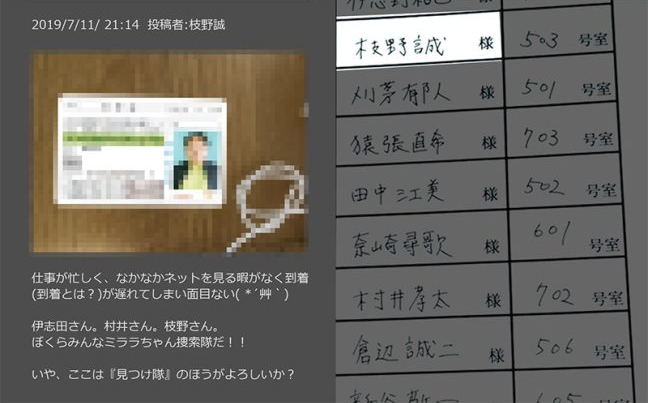 2019/7/11/ 21:14 投稿者:枝野誠
仕事が忙しく、なかなかネットを見る暇がなく到着
(到着とは？)が遅れてしまい面目ない( *´艸｀)
伊志田さん。村井さん。枝野さん。
ぼくらみんなミララちゃん捜索隊だ！！
いや、ここは『見つけ隊』のほうがよろしいか？
枝野誠 様 503 号室
刈茅郁人 様 501 号室
猿張直希 様 703 号室
田中江美 様 502 号室
奈山奇尋歌 様 601 号室
村井孝太 様 702 号室
倉辺誠二 様 506 号室